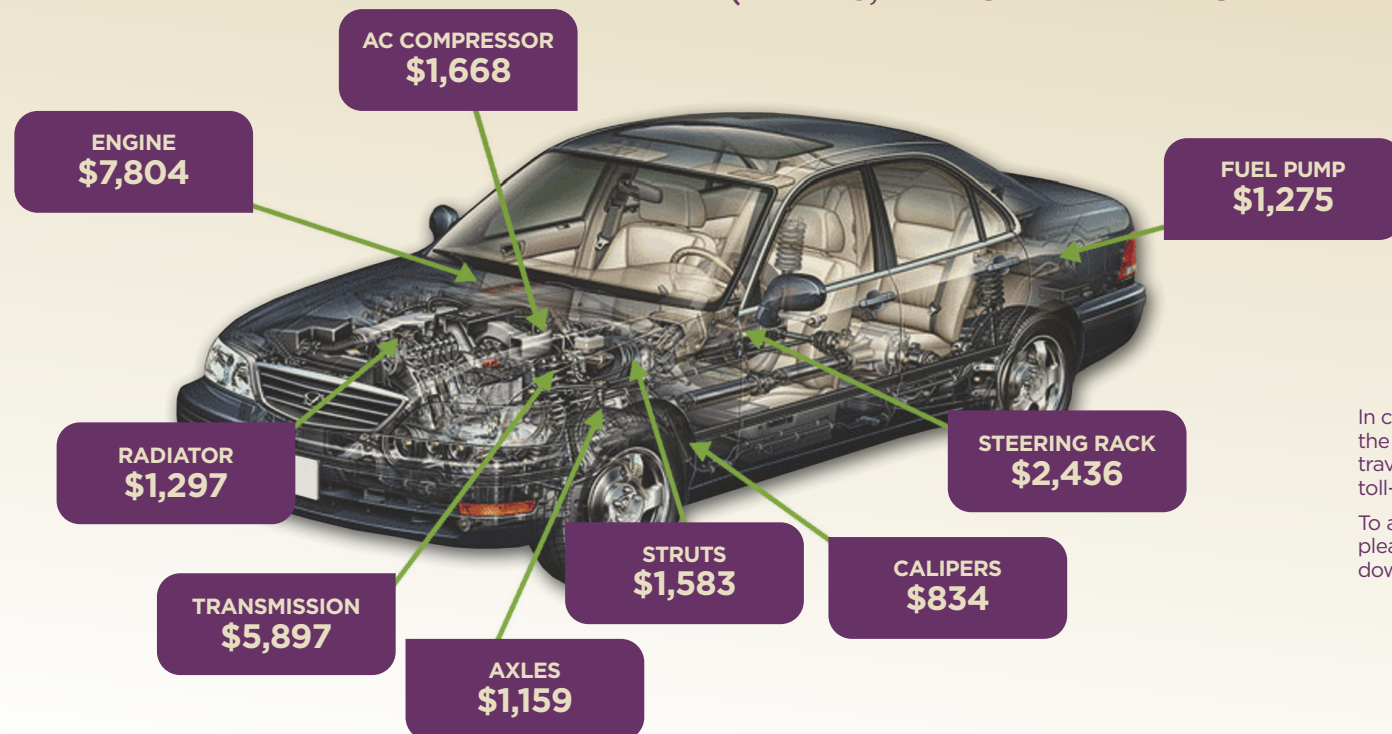 AC COMPRESSOR
$1,668
ENGINE
$7,804
FUEL PUMP
$1,275
RADIATOR
$1,297
STEERING RACK
$2,436
STRUTS
$1,583
CALIPERS
$834
TRANSMISSION
$5,897
AXLES
$1,159
In c
the
trav
toll-
To a
plea
dow